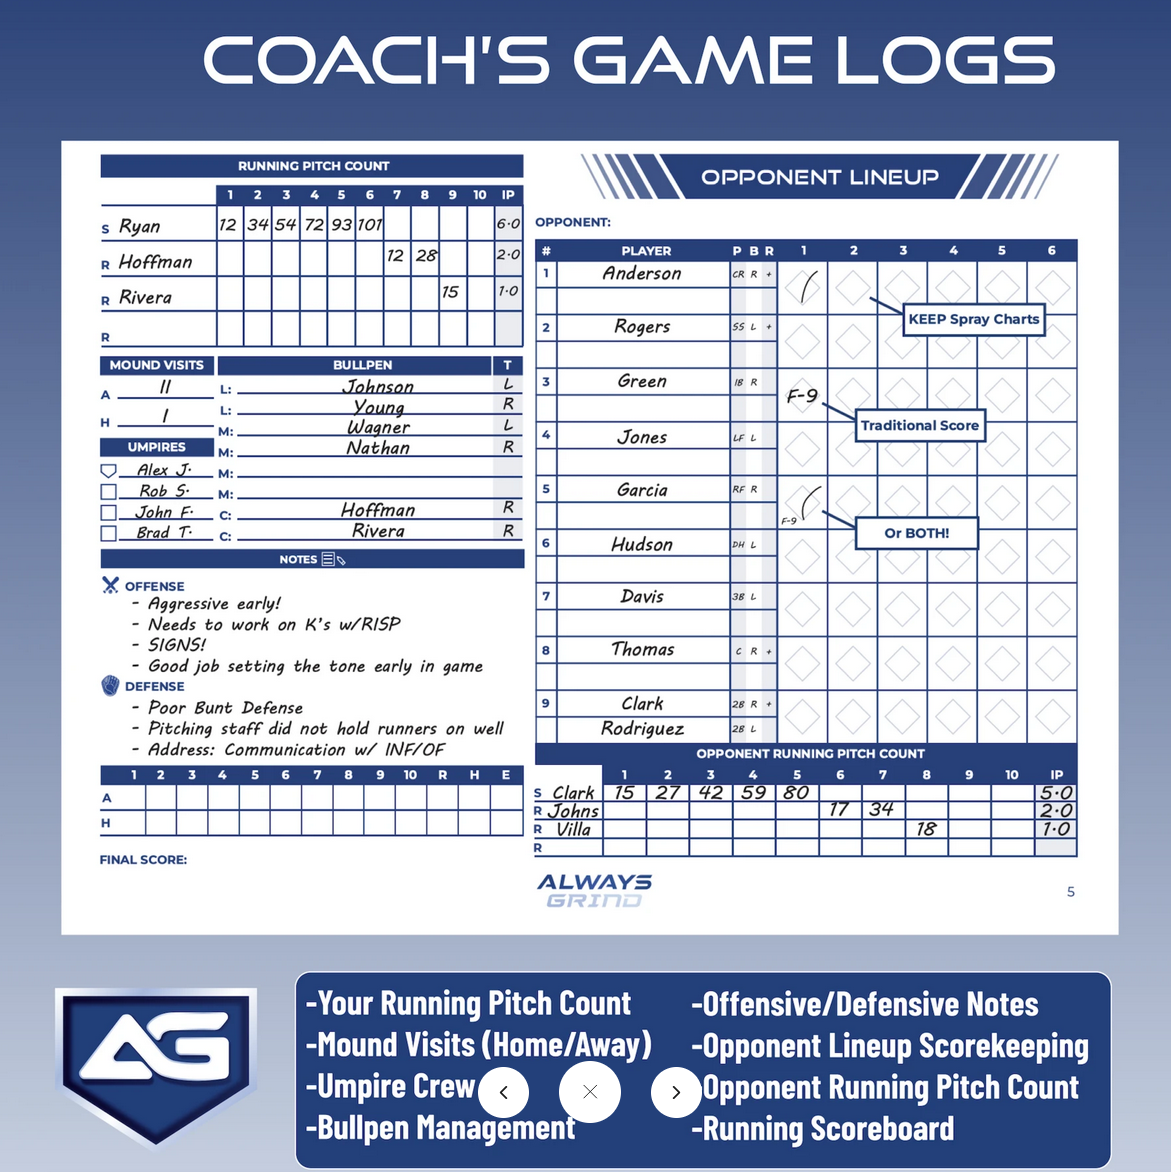 COACH'S GAME LOGS
RUNNING PITCH COUNT
1 2 3 4 5 6 7 8 9 10 IP
S Ryan 12 34 54 72 93 101 6.0
R Hoffman 12 28 2.0
R Rivera 15 1.0
R
MOUND VISITS
A II
H I
UMPIRES
Alex J.
Rob S.
John F.
Brad T.
BULLPEN T
L: Johnson L
L: Young R
M: Wagner L
M: Nathan R
M:
M:
C: Hoffman R
C: Rivera R
NOTES
OFFENSE
- Aggressive early!
- Needs to work on K's w/RISP
- SIGNS!
- Good job setting the tone early in game
DEFENSE
- Poor Bunt Defense
- Pitching staff did not hold runners on well
- Address: Communication w/ INF/OF
1 2 3 4 5 6 7 8 9 10 R H E
A
H
FINAL SCORE:
OPPONENT LINEUP
OPPONENT:
# PLAYER P B R 1 2 3 4 5 6
1 Anderson CR R +
KEEP Spray Charts
2 Rogers SS L +
3 Green 1B R F-9
Traditional Score
4 Jones LF L
5 Garcia RF R F-9
Or BOTH!
6 Hudson DH L
7 Davis 3B L
8 Thomas C R +
9 Clark 2B R +
Rodriguez 2B L
OPPONENT RUNNING PITCH COUNT
1 2 3 4 5 6 7 8 9 10 IP
S Clark 15 27 42 59 80 5.0
R Johns 17 34 2.0
R Villa 18 1.0
R
ALWAYS
GRIND
5
AG
-Your Running Pitch Count
-Mound Visits (Home/Away)
-Umpire Crew
-Bullpen Management
-Offensive/Defensive Notes
-Opponent Lineup Scorekeeping
Opponent Running Pitch Count
-Running Scoreboard